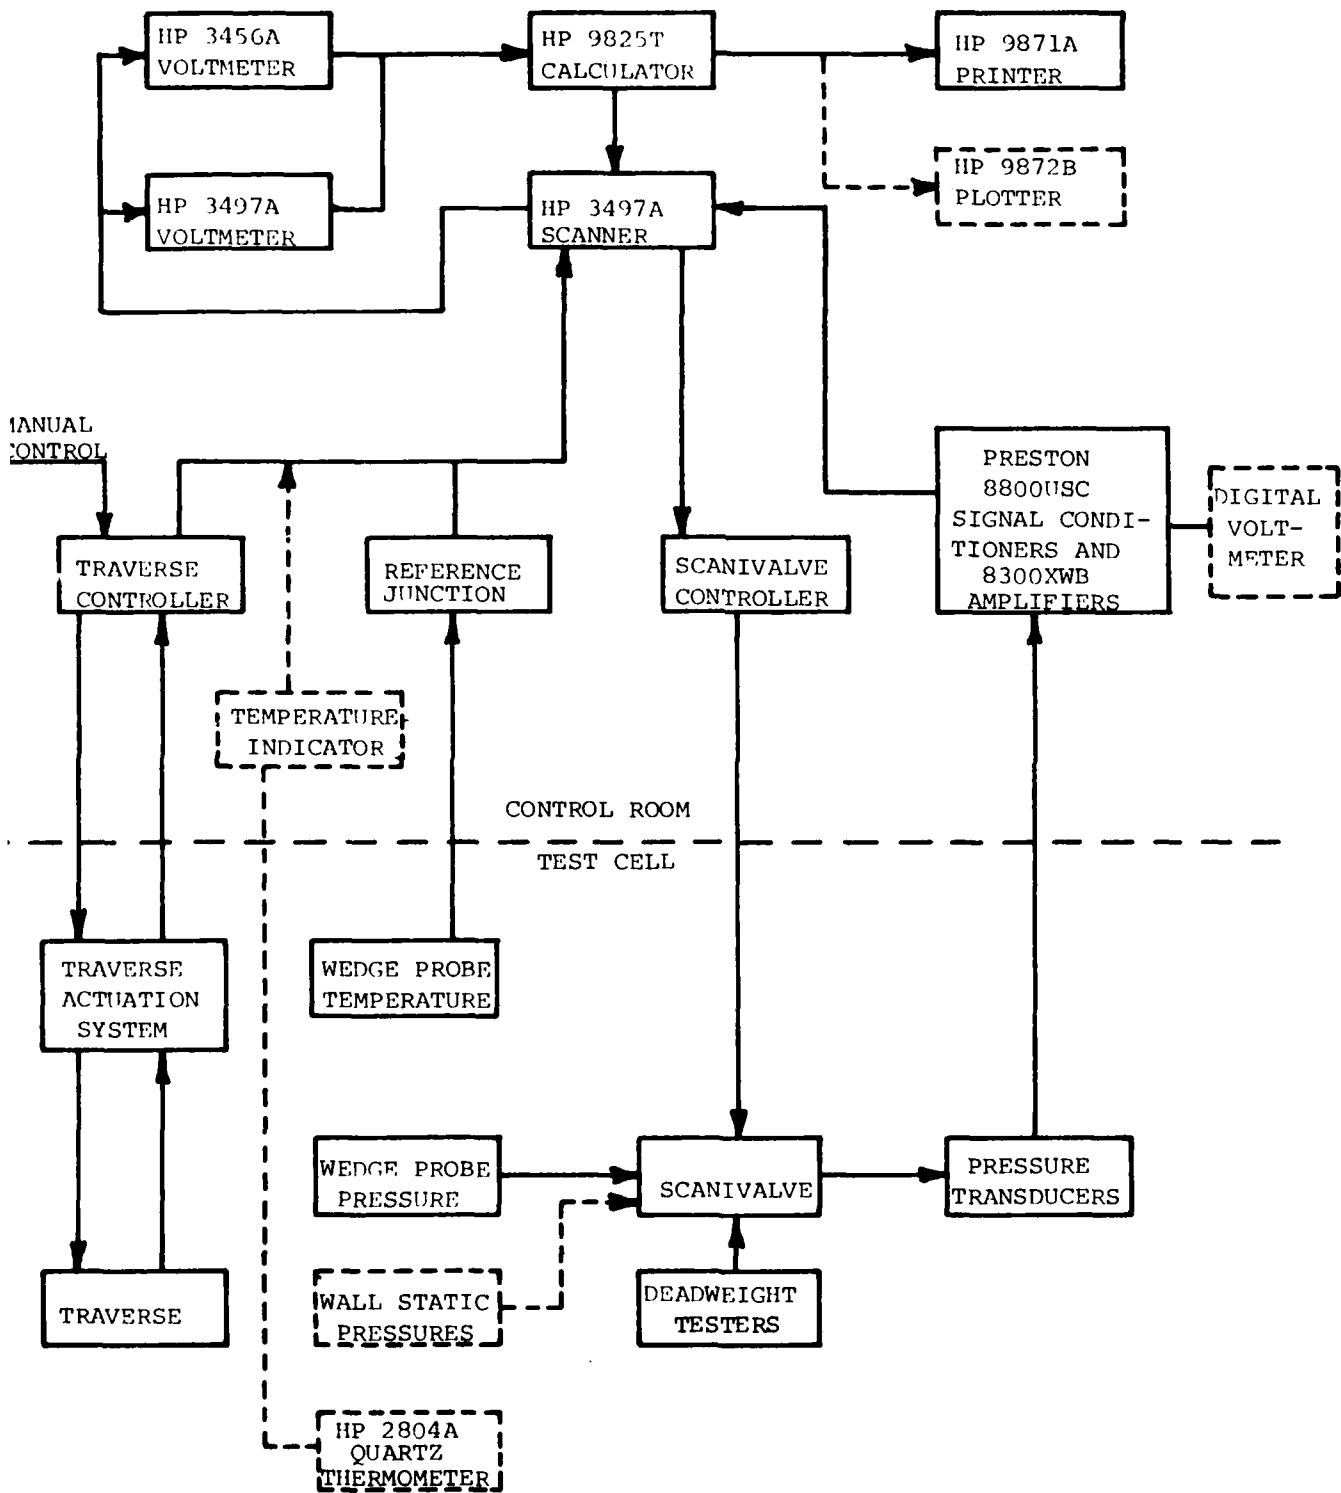 HP 3456A
VOLTMETER
HP 9825T
CALCULATOR
HP 9871A
PRINTER
HP 9872B
PLOTTER
HP 3497A
VOLTMETER
HP 3497A
SCANNER
MANUAL
CONTROL
TRAVERSE
CONTROLLER
REFERENCE
JUNCTION
SCANIVALVE
CONTROLLER
PRESTON
8800USC
SIGNAL CONDI-
TIONERS AND
8300XWB
AMPLIFIERS
DIGITAL
VOLT-
METER
TEMPERATURE
INDICATOR
CONTROL ROOM
TEST CELL
TRAVERSE
ACTUATION
SYSTEM
WEDGE PROBE
TEMPERATURE
WEDGE PROBE
PRESSURE
SCANIVALVE
PRESSURE
TRANSDUCERS
TRAVERSE
WALL STATIC
PRESSURES
DEADWEIGHT
TESTERS
HP 2804A
QUARTZ
THERMOMETER